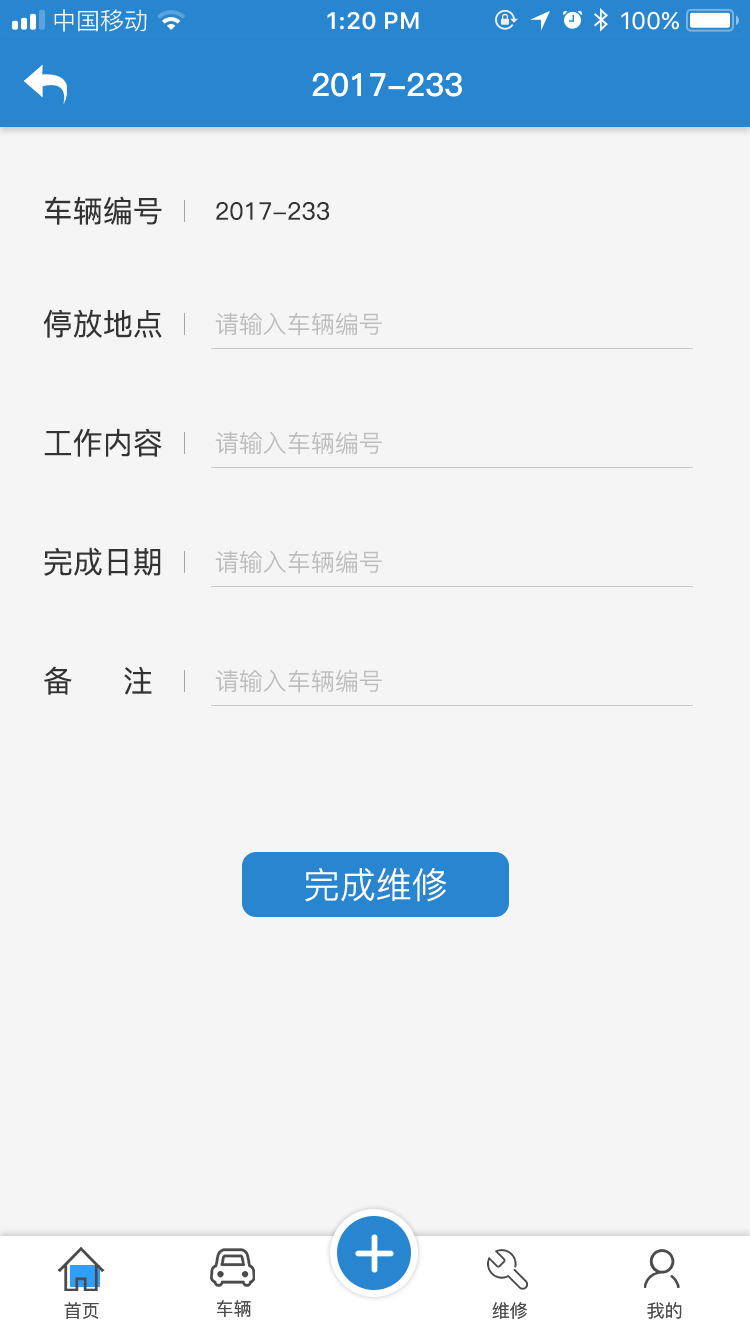 中国移动 1:20 PM 100%
2017-233
车辆编号 2017-233
停放地点 请输入车辆编号
工作内容 请输入车辆编号
完成日期 请输入车辆编号
备 注 请输入车辆编号
完成维修
首页 车辆 维修 我的